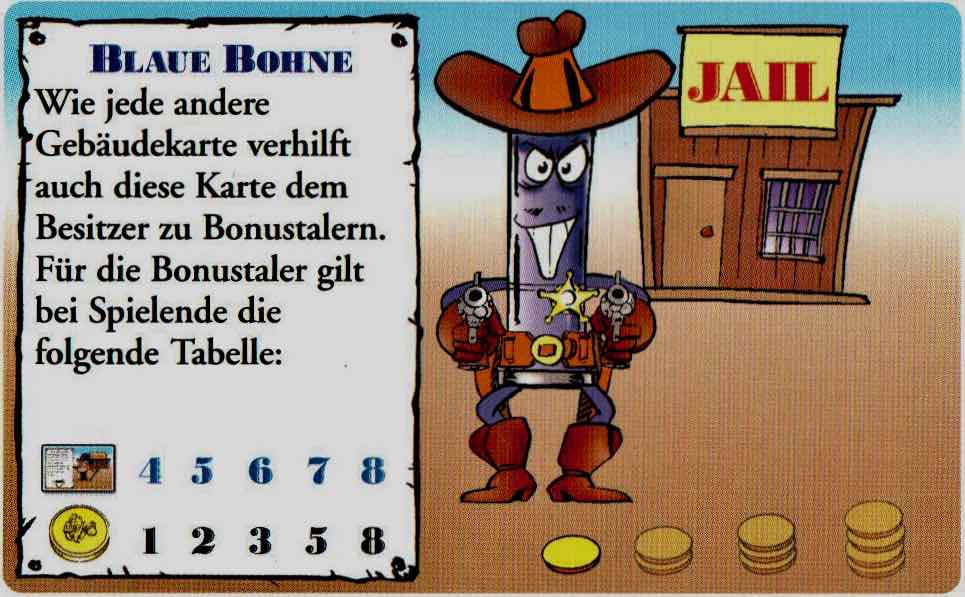 BLAUE BOHNE
Wie jede andere
Gebäudekarte verhilft
auch diese Karte dem
Besitzer zu Bonustalern.
Für die Bonustaler gilt
bei Spielende die
folgende Tabelle:
4 5 6 7 8
1 2 3 5 8
JAIL